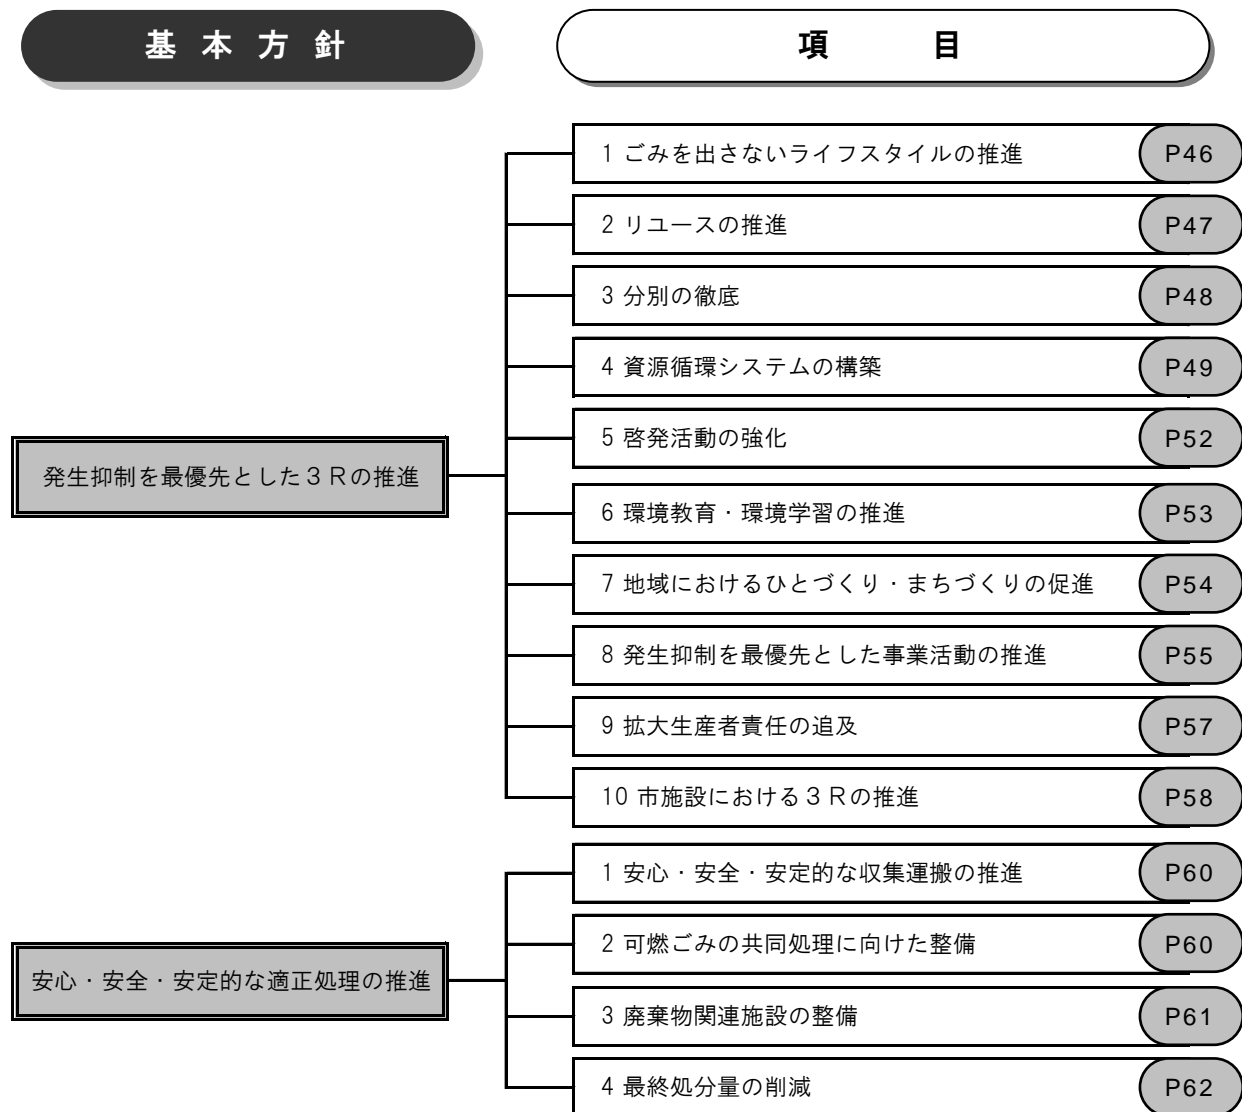 基本方針
項目
1 ごみを出さないライフスタイルの推進 P46
2 リユースの推進 P47
3 分別の徹底 P48
4 資源循環システムの構築 P49
5 啓発活動の強化 P52
発生抑制を最優先とした３Ｒの推進
6 環境教育・環境学習の推進 P53
7 地域におけるひとづくり・まちづくりの促進 P54
8 発生抑制を最優先とした事業活動の推進 P55
9 拡大生産者責任の追及 P57
10 市施設における３Ｒの推進 P58
1 安心・安全・安定的な収集運搬の推進 P60
2 可燃ごみの共同処理に向けた整備 P60
安心・安全・安定的な適正処理の推進
3 廃棄物関連施設の整備 P61
4 最終処分量の削減 P62